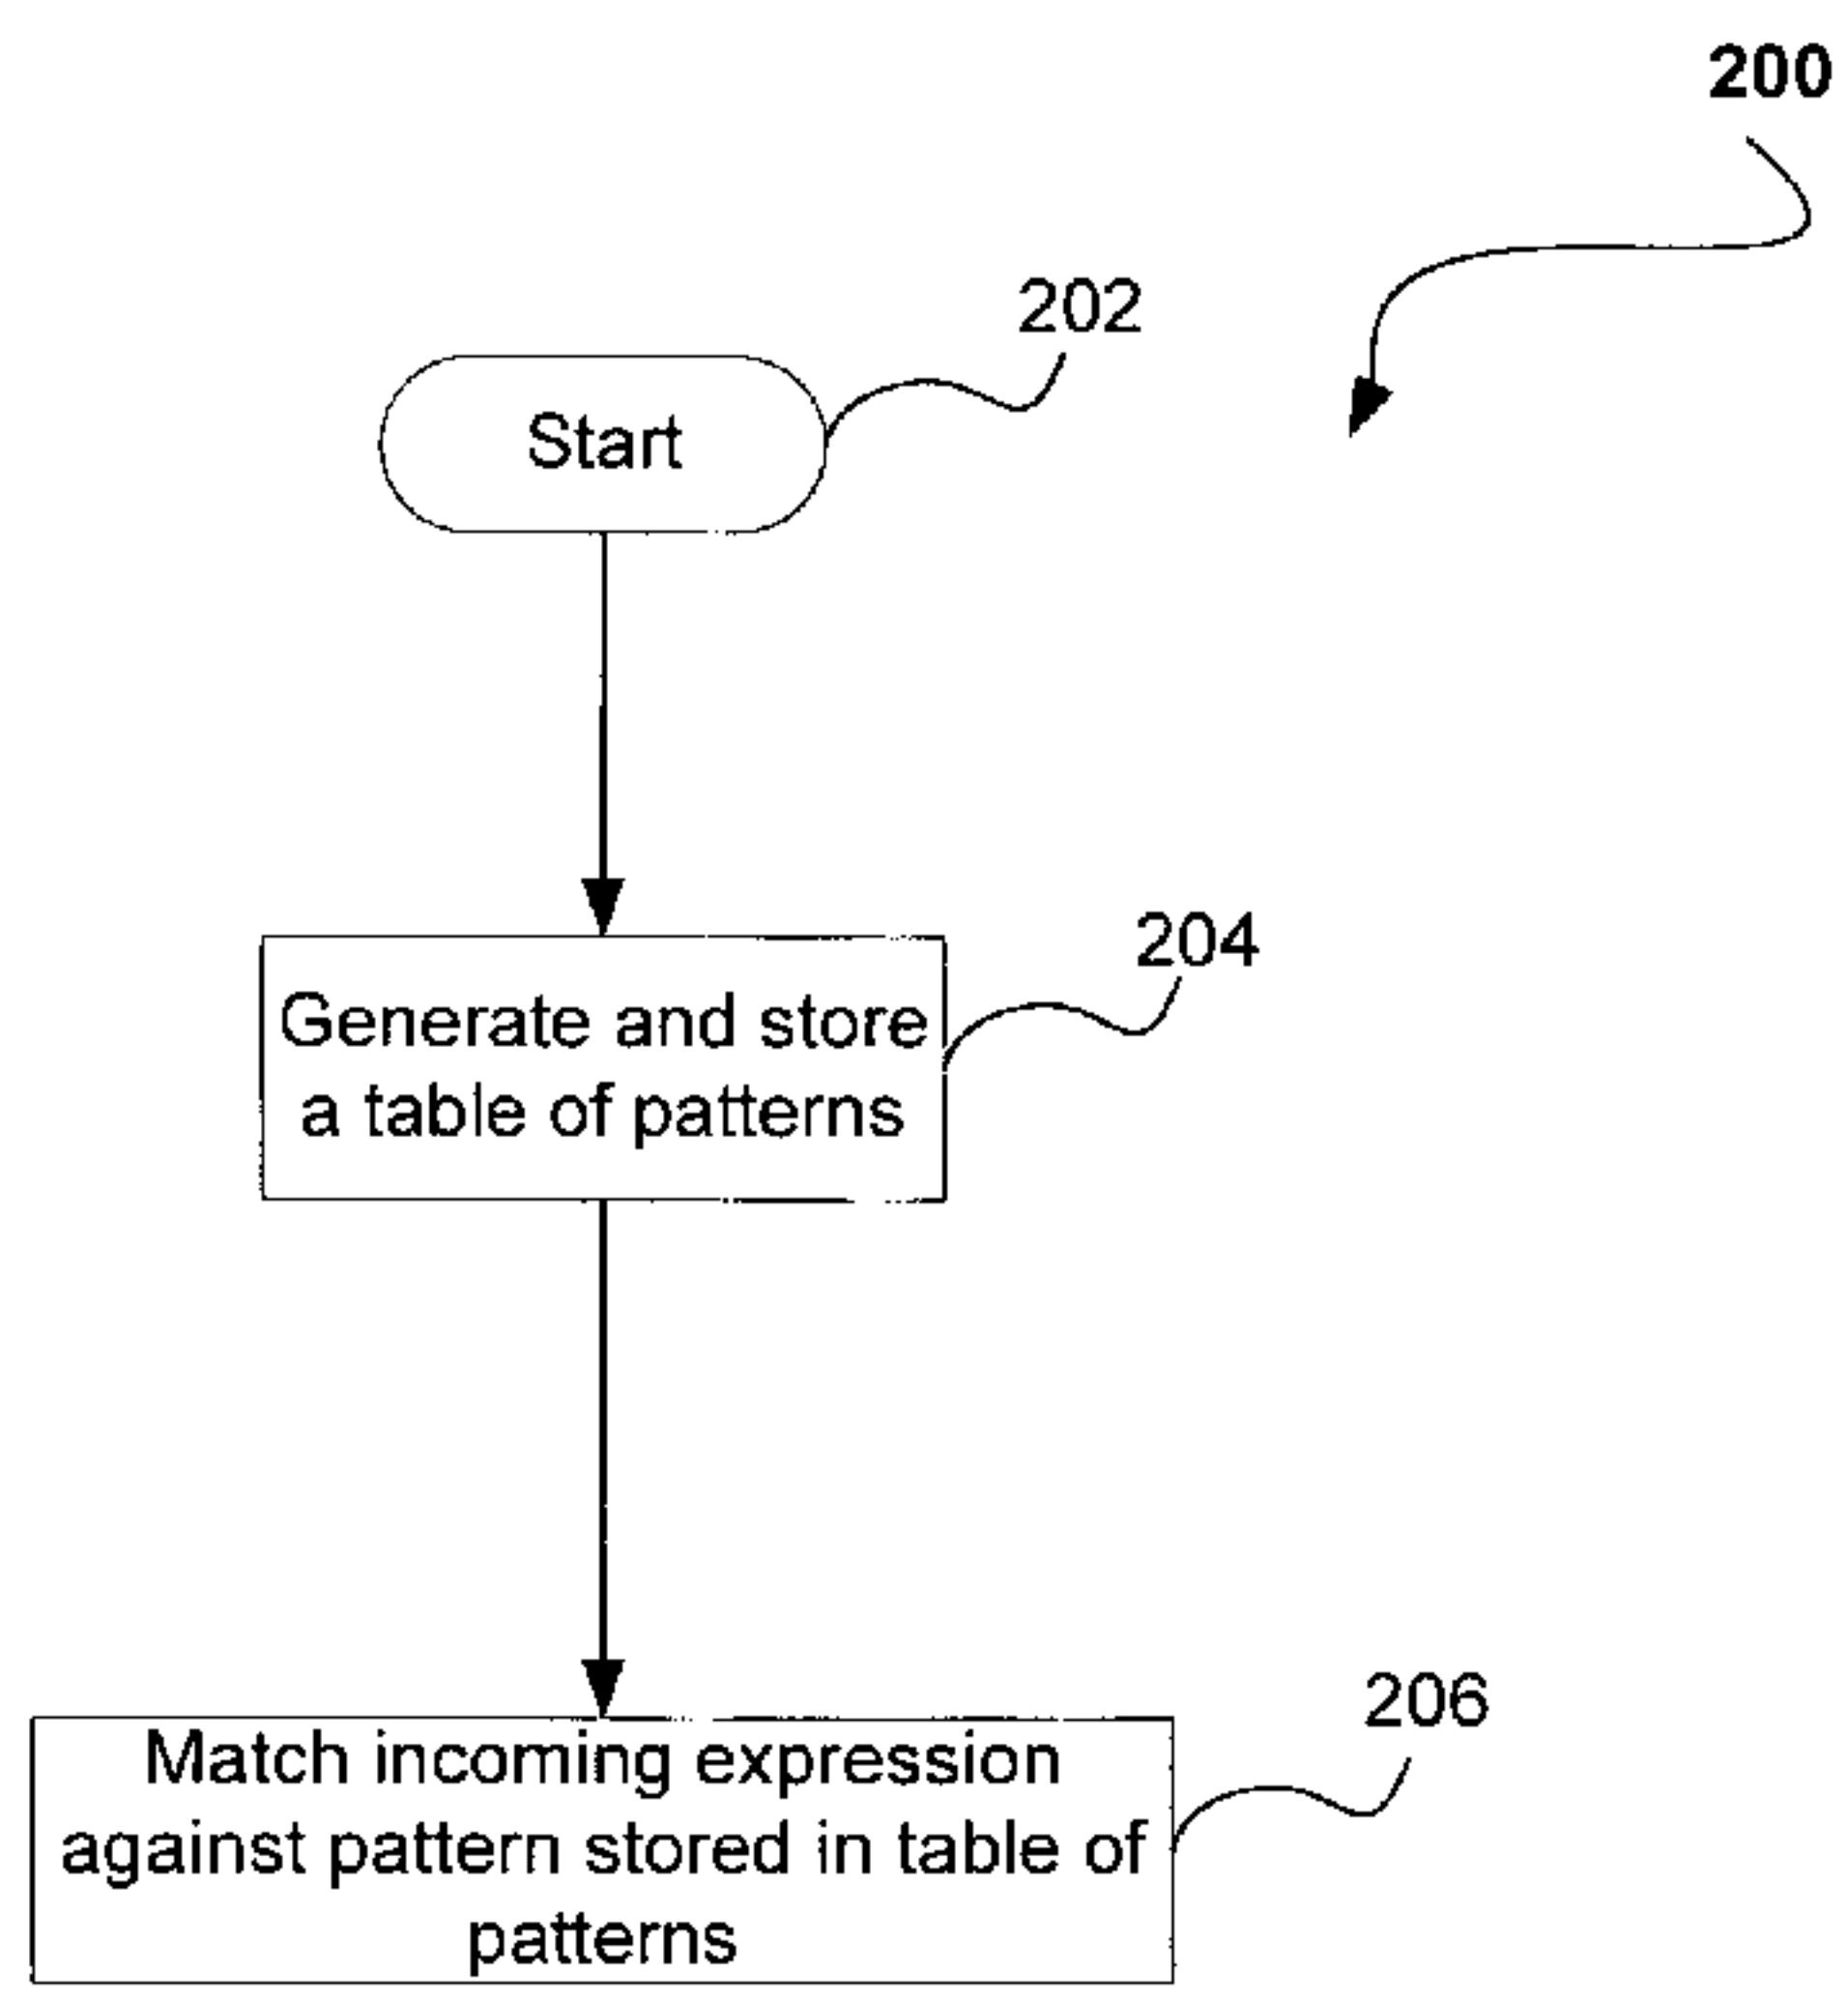 200
202
Start
204
Generate and store
a table of patterns
206
Match incoming expression
against pattern stored in table of
patterns